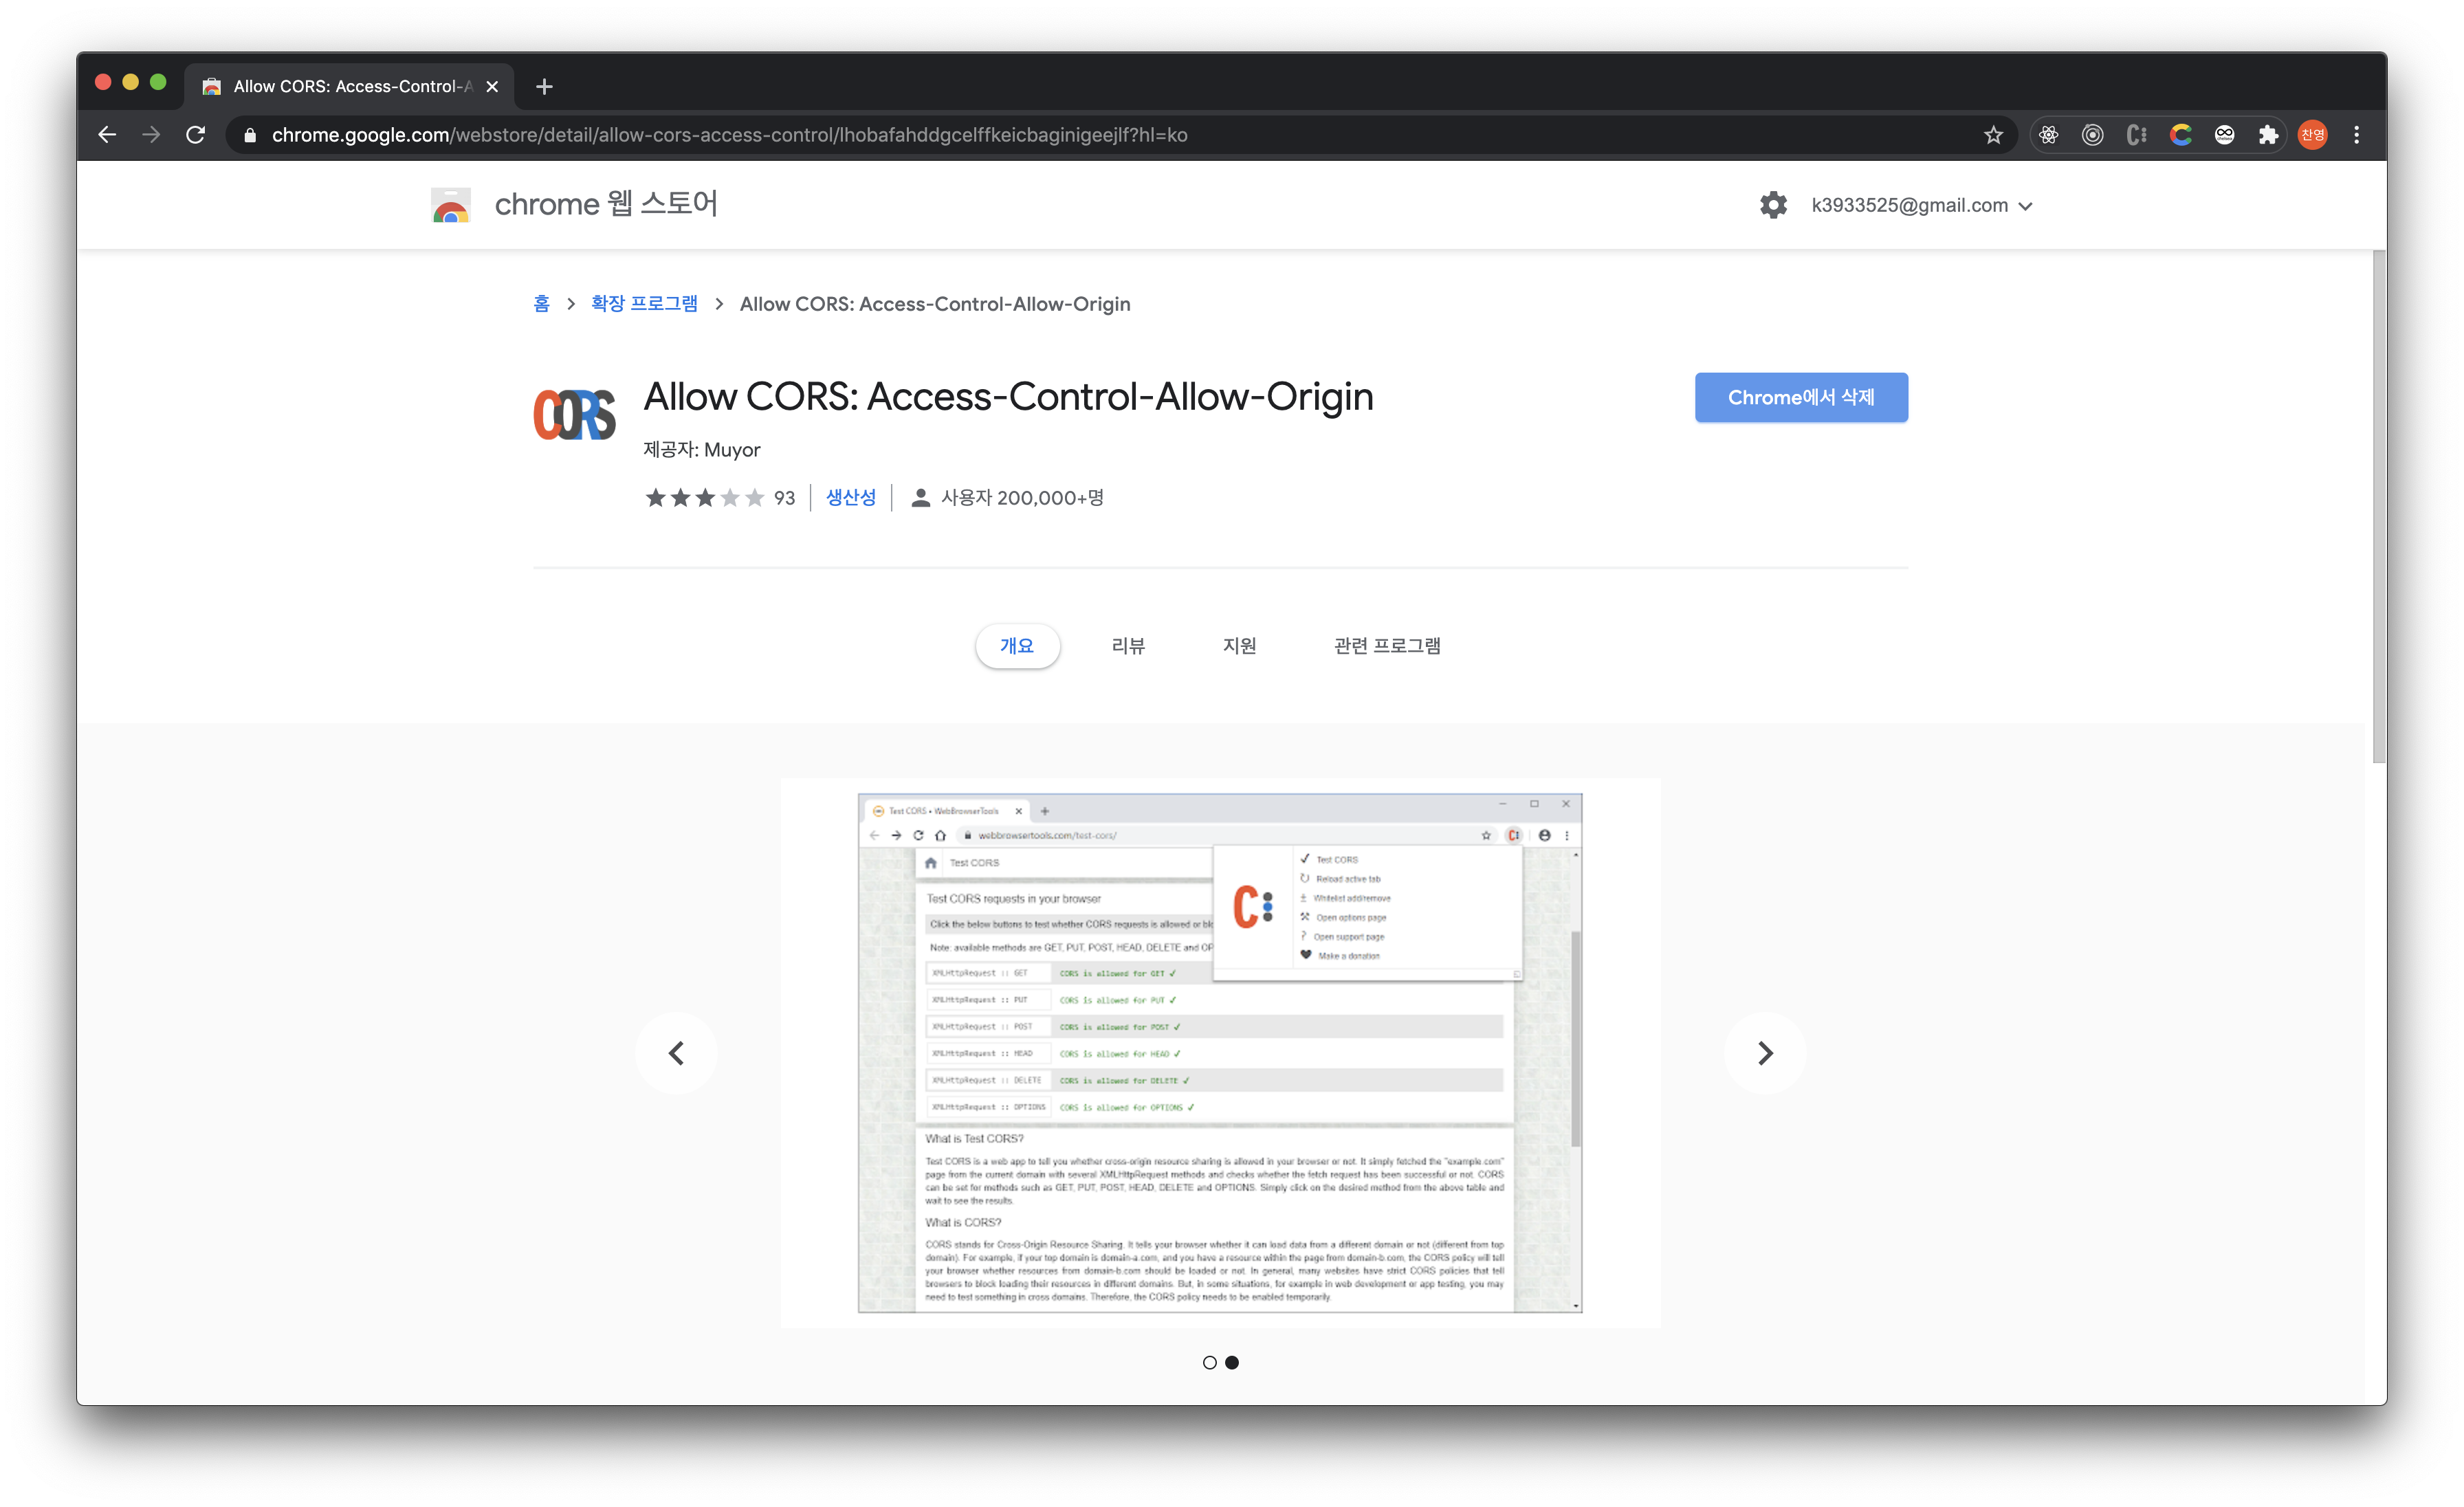 Allow CORS: Access-Control-A
chrome.google.com/webstore/detail/allow-cors-access-control/lhobafahddgcelffkeicbaginigeejlf?hl=ko
찬영
chrome 웹 스토어
k3933525@gmail.com
홈 > 확장 프로그램 > Allow CORS: Access-Control-Allow-Origin
CORS
Allow CORS: Access-Control-Allow-Origin
Chrome에서 삭제
제공자: Muyor
93 | 생산성 | 사용자 200,000+명
개요 리뷰 지원 관련 프로그램
Test CORS • WebBrowserTools
webbrowsertools.com/test-cors/
Test CORS
Test CORS requests in your browser
Click the below buttons to test whether CORS requests is allowed or blo
Note: available methods are GET, PUT, POST, HEAD, DELETE and OP
Test CORS
Reload active tab
Whitelist add/remove
Open options page
Open support page
Make a donation
XMLHttpRequest :: GET CORS is allowed for GET ✓
XMLHttpRequest :: PUT CORS is allowed for PUT ✓
XMLHttpRequest :: POST CORS is allowed for POST ✓
XMLHttpRequest :: HEAD CORS is allowed for HEAD ✓
XMLHttpRequest :: DELETE CORS is allowed for DELETE ✓
XMLHttpRequest :: OPTIONS CORS is allowed for OPTIONS ✓
What is Test CORS?
Test CORS is a web app to tell you whether cross-origin resource sharing is allowed in your browser or not. It simply fetched the "example.com"
page from the current domain with several XMLHttpRequest methods and checks whether the fetch request has been successful or not. CORS
can be set for methods such as GET, PUT, POST, HEAD, DELETE and OPTIONS. Simply click on the desired method from the above table and
wait to see the results.
What is CORS?
CORS stands for Cross-Origin Resource Sharing. It tells your browser whether it can load data from a different domain or not (different from top
domain). For example, if your top domain is domain-a.com, and you have a resource within the page from domain-b.com, the CORS policy will tell
your browser whether resources from domain-b.com should be loaded or not. In general, many websites have strict CORS policies that tell
browsers to block loading their resources in different domains. But, in some situations, for example in web development or app testing, you may
need to test something in cross domains. Therefore, the CORS policy needs to be enabled temporarily.